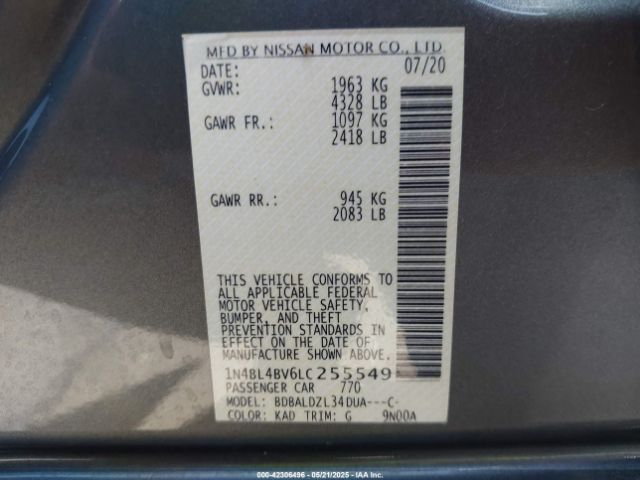 MFD BY NISSAN MOTOR CO., LTD
DATE: 07/20
GVWR: 1963 KG
4328 LB
GAWR FR.: 1097 KG
2418 LB
GAWR RR.: 945 KG
2083 LB
THIS VEHICLE CONFORMS TO
ALL APPLICABLE FEDERAL
MOTOR VEHICLE SAFETY,
BUMPER, AND THEFT
PREVENTION STANDARDS IN
EFFECT ON THE DATE OF
MANUFACTURE SHOWN ABOVE.
1N4BL4BV6LC255549
PASSENGER CAR 770
MODEL: BDBALDZL34DUA---C-
COLOR: KAD TRIM: G 9N00A
© 000-42306496 - 05/21/2025 - IAAI.COM